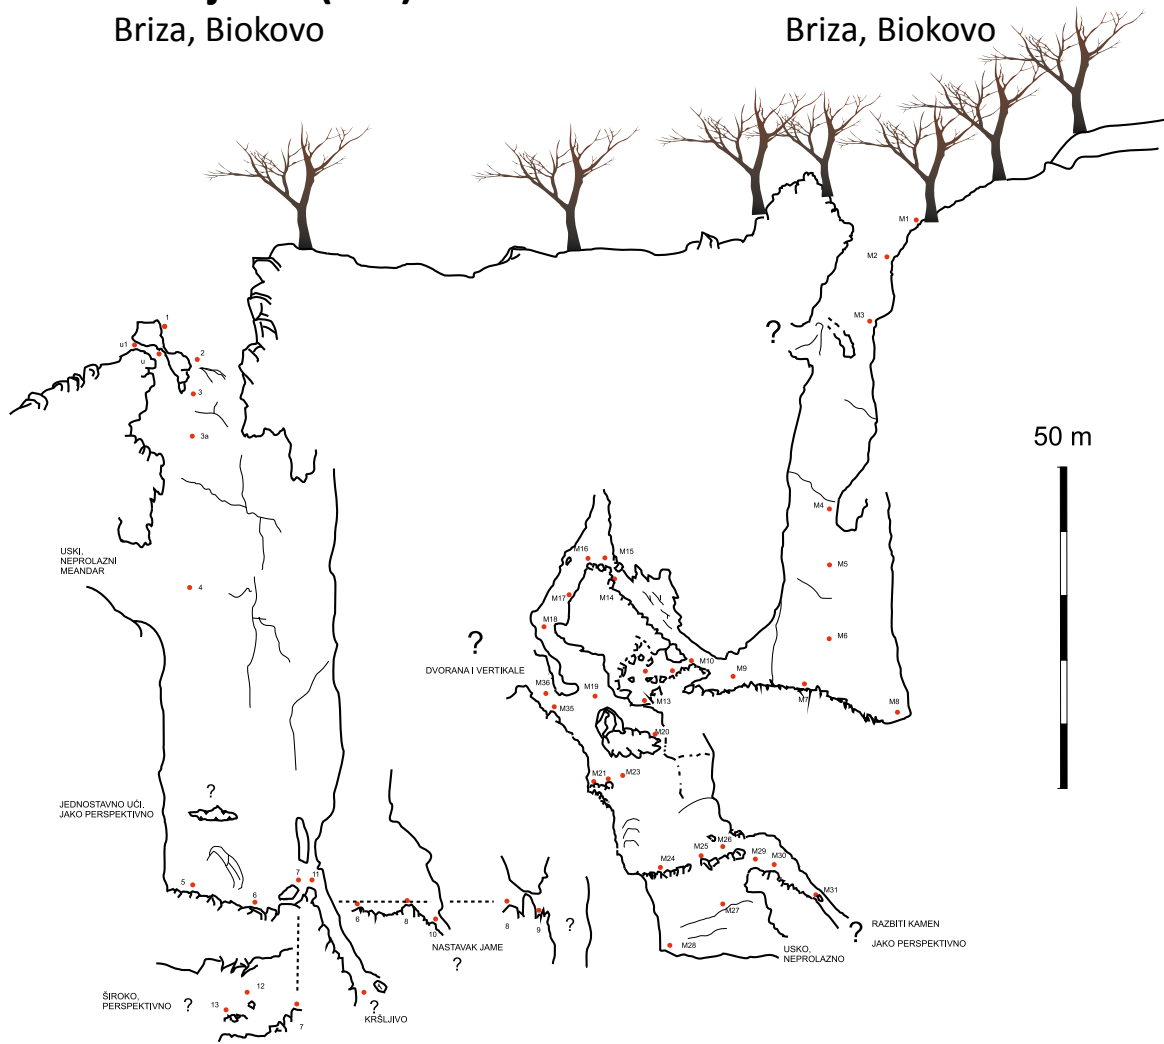 Briza, Biokovo
Briza, Biokovo
M1
M2
M3
?
1
u1
u
2
3
3a
50 m
M4
USKI,
NEPROLAZNI
MEANDAR
M16
M15
M5
4
M17
M14
M18
?
M6
DVORANA I VERTIKALE
M10
M9
M36
M19
M7
M13
M35
M8
M20
M21
M23
?
JEDNOSTAVNO UĆI.
JAKO PERSPEKTIVNO
M26
M25
M29
M30
M24
5
7
11
6
M31
M27
6
8
10
8
9
?
RAZBITI KAMEN
?
JAKO PERSPEKTIVNO
NASTAVAK JAME
?
M28
USKO,
NEPROLAZNO
ŠIROKO,
PERSPEKTIVNO
?
12
13
7
?
KRŠLJIVO